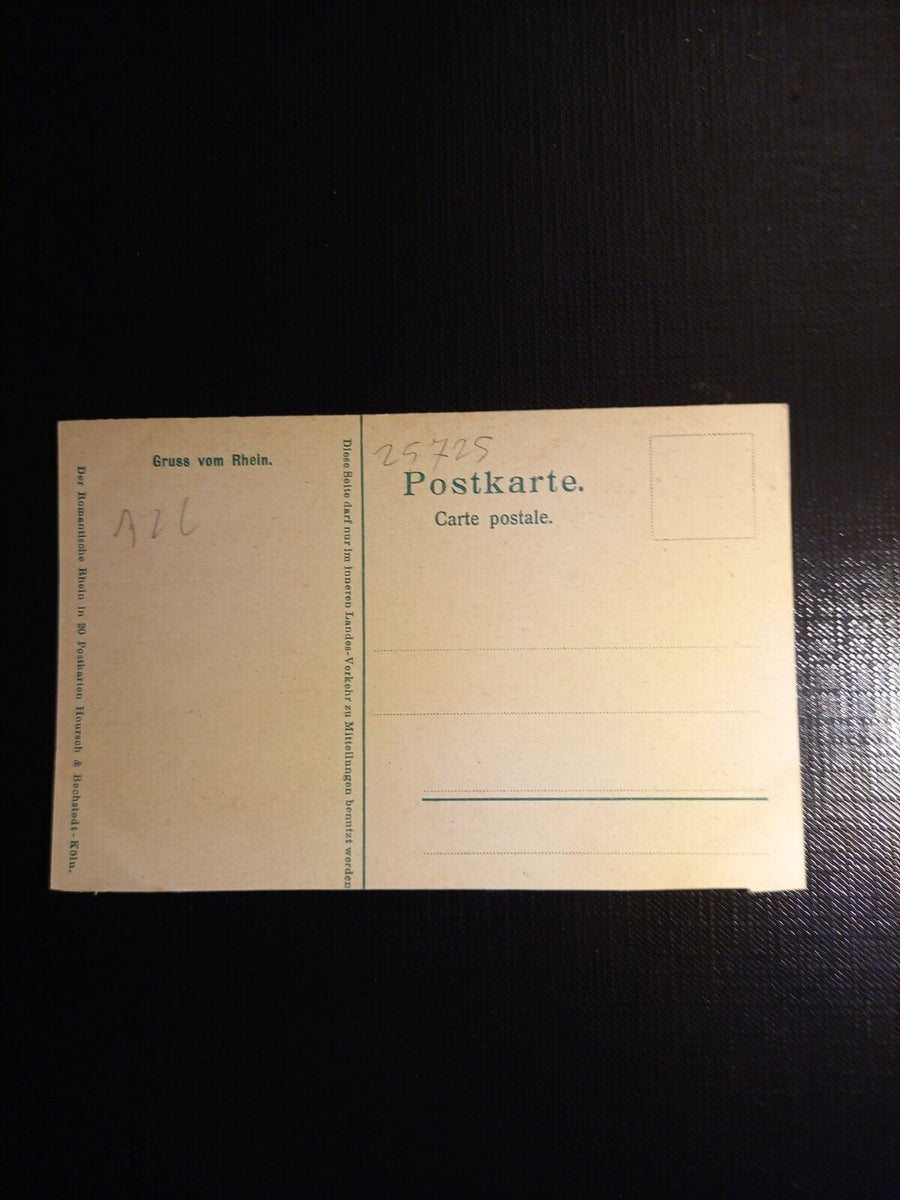 Gruss vom Rhein.
Der Romantische Rhein in 90 Postkarten Hoursch & Bechstedt-Köln.
Diese Seite darf nur im inneren Landes-Verkehr zu Mitteilungen benutzt werden
25725
Postkarte.
Carte postale.